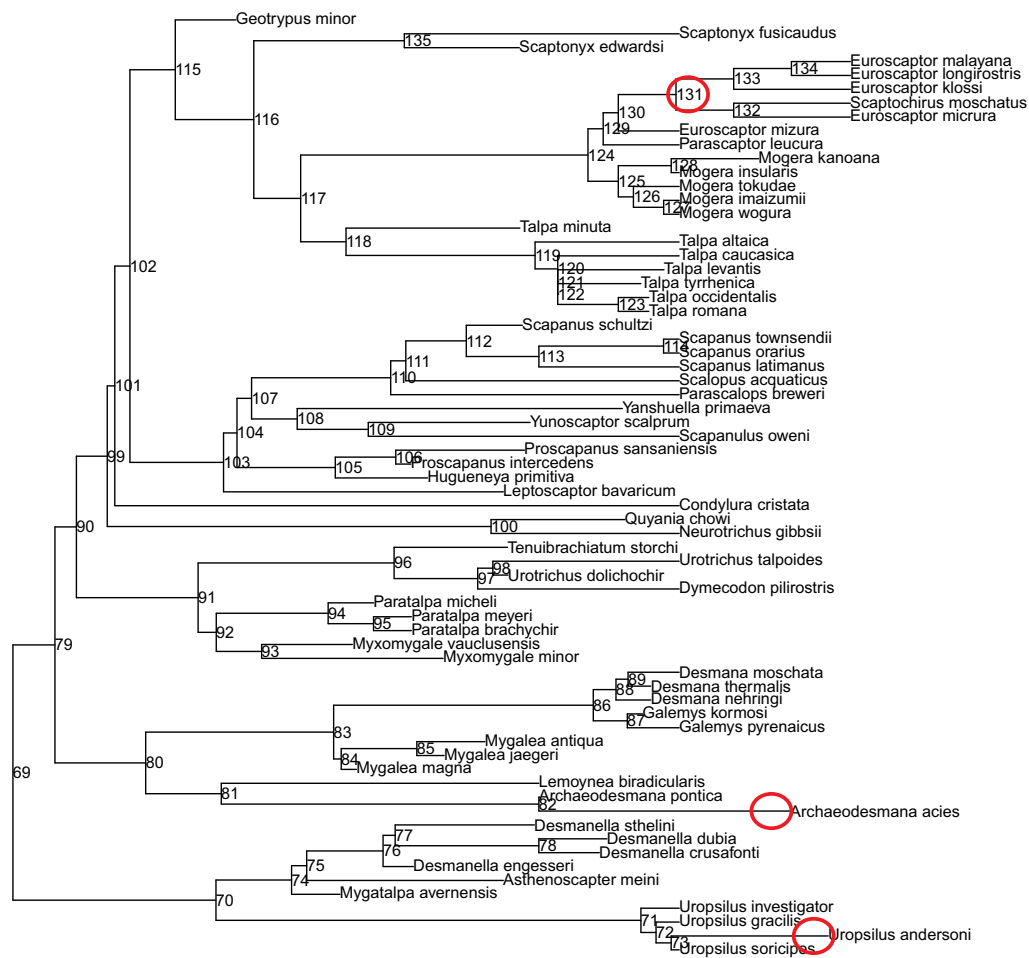 Geotrypus minor
Scaptonyx fusicaudus
135
Scaptonyx edwardsi
Euroscaptor malayana
134
115
Euroscaptor longirostris
133
Euroscaptor klossi
131
Scaptochirus moschatus
130
132
Euroscaptor micrura
116
129
Euroscaptor mizura
Parascaptor leucura
124
Mogera kanoana
128
Mogera insularis
125
Mogera tokudae
117
126
Mogera imaizumii
127
Mogera wogura
Talpa minuta
118
Talpa altaica
119
Talpa caucasica
102
120
Talpa levantis
121
Talpa tyrrhenica
122
Talpa occidentalis
123
Talpa romana
Scapanus schultzi
112
Scapanus townsendii
114
Scapanus orarius
111
113
Scapanus latimanus
110
Scalopus acquaticus
101
107
Parascalops breweri
108
Yanshuella primaeva
Yunoscaptor scalprum
104
109
Scapanulus oweni
Proscapanus sansaniensis
99
103
106
Proscapanus intercedens
105
Hugueneya primitiva
Leptoscaptor bavaricum
Condylura cristata
Quyania chowi
90
100
Neurotrichus gibbsii
Tenuibrachiatum storchi
96
Urotrichus talpoides
98
97
Urotrichus dolichochir
Dymecodon pilirostris
91
Paratalpa micheli
94
Paratalpa meyeri
95
92
Paratalpa brachychir
79
Myxomygale vauclusensis
93
Myxomygale minor
Desmana moschata
89
88
Desmana thermalis
Desmana nehringi
86
Galemys kormosi
87
Galemys pyrenaicus
83
Mygalea antiqua
85
Mygalea jaegeri
84
80
Mygalea magna
69
Lemoynea biradicularis
81
Archaeodesmana pontica
82
Archaeodesmana acies
Desmanella sthelini
77
Desmanella dubia
76
78
Desmanella crusafonti
75
Desmanella engesseri
74
Asthenoscapter meini
Mygatalpa avernensis
70
Uropsilus investigator
71
Uropsilus gracilis
72
Uropsilus andersoni
73
Uropsilus soricipes